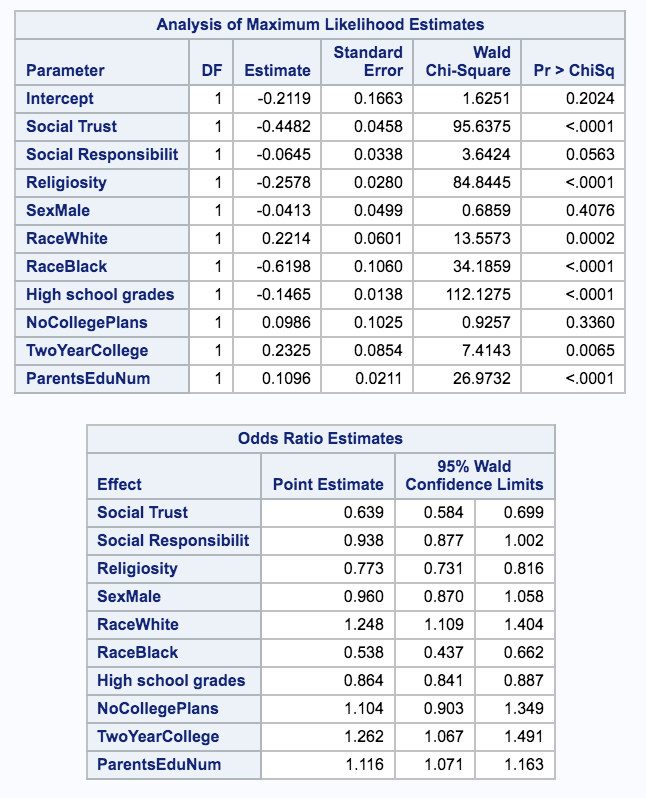 Analysis of Maximum Likelihood Estimates
Parameter DF Estimate Standard Error Wald Chi-Square Pr > ChiSq
Intercept 1 -0.2119 0.1663 1.6251 0.2024
Social Trust 1 -0.4482 0.0458 95.6375 <.0001
Social Responsibilit 1 -0.0645 0.0338 3.6424 0.0563
Religiosity 1 -0.2578 0.0280 84.8445 <.0001
SexMale 1 -0.0413 0.0499 0.6859 0.4076
RaceWhite 1 0.2214 0.0601 13.5573 0.0002
RaceBlack 1 -0.6198 0.1060 34.1859 <.0001
High school grades 1 -0.1465 0.0138 112.1275 <.0001
NoCollegePlans 1 0.0986 0.1025 0.9257 0.3360
TwoYearCollege 1 0.2325 0.0854 7.4143 0.0065
ParentsEduNum 1 0.1096 0.0211 26.9732 <.0001
Odds Ratio Estimates
Effect Point Estimate 95% Wald Confidence Limits
Social Trust 0.639 0.584 0.699
Social Responsibilit 0.938 0.877 1.002
Religiosity 0.773 0.731 0.816
SexMale 0.960 0.870 1.058
RaceWhite 1.248 1.109 1.404
RaceBlack 0.538 0.437 0.662
High school grades 0.864 0.841 0.887
NoCollegePlans 1.104 0.903 1.349
TwoYearCollege 1.262 1.067 1.491
ParentsEduNum 1.116 1.071 1.163